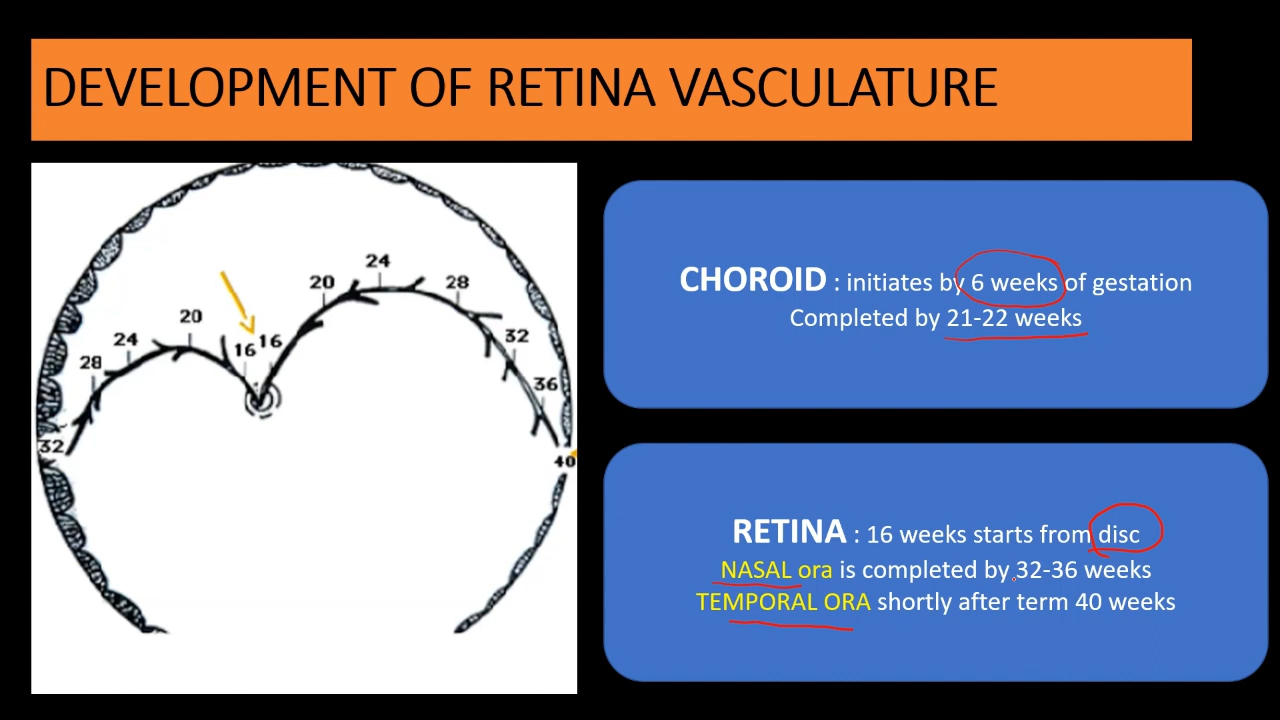 DEVELOPMENT OF RETINA VASCULATURE
24
20
28
20
24
16
16
32
28
36
32
40
CHOROID : initiates by 6 weeks of gestation
Completed by 21-22 weeks
RETINA : 16 weeks starts from disc
NASAL ora is completed by 32-36 weeks
TEMPORAL ORA shortly after term 40 weeks